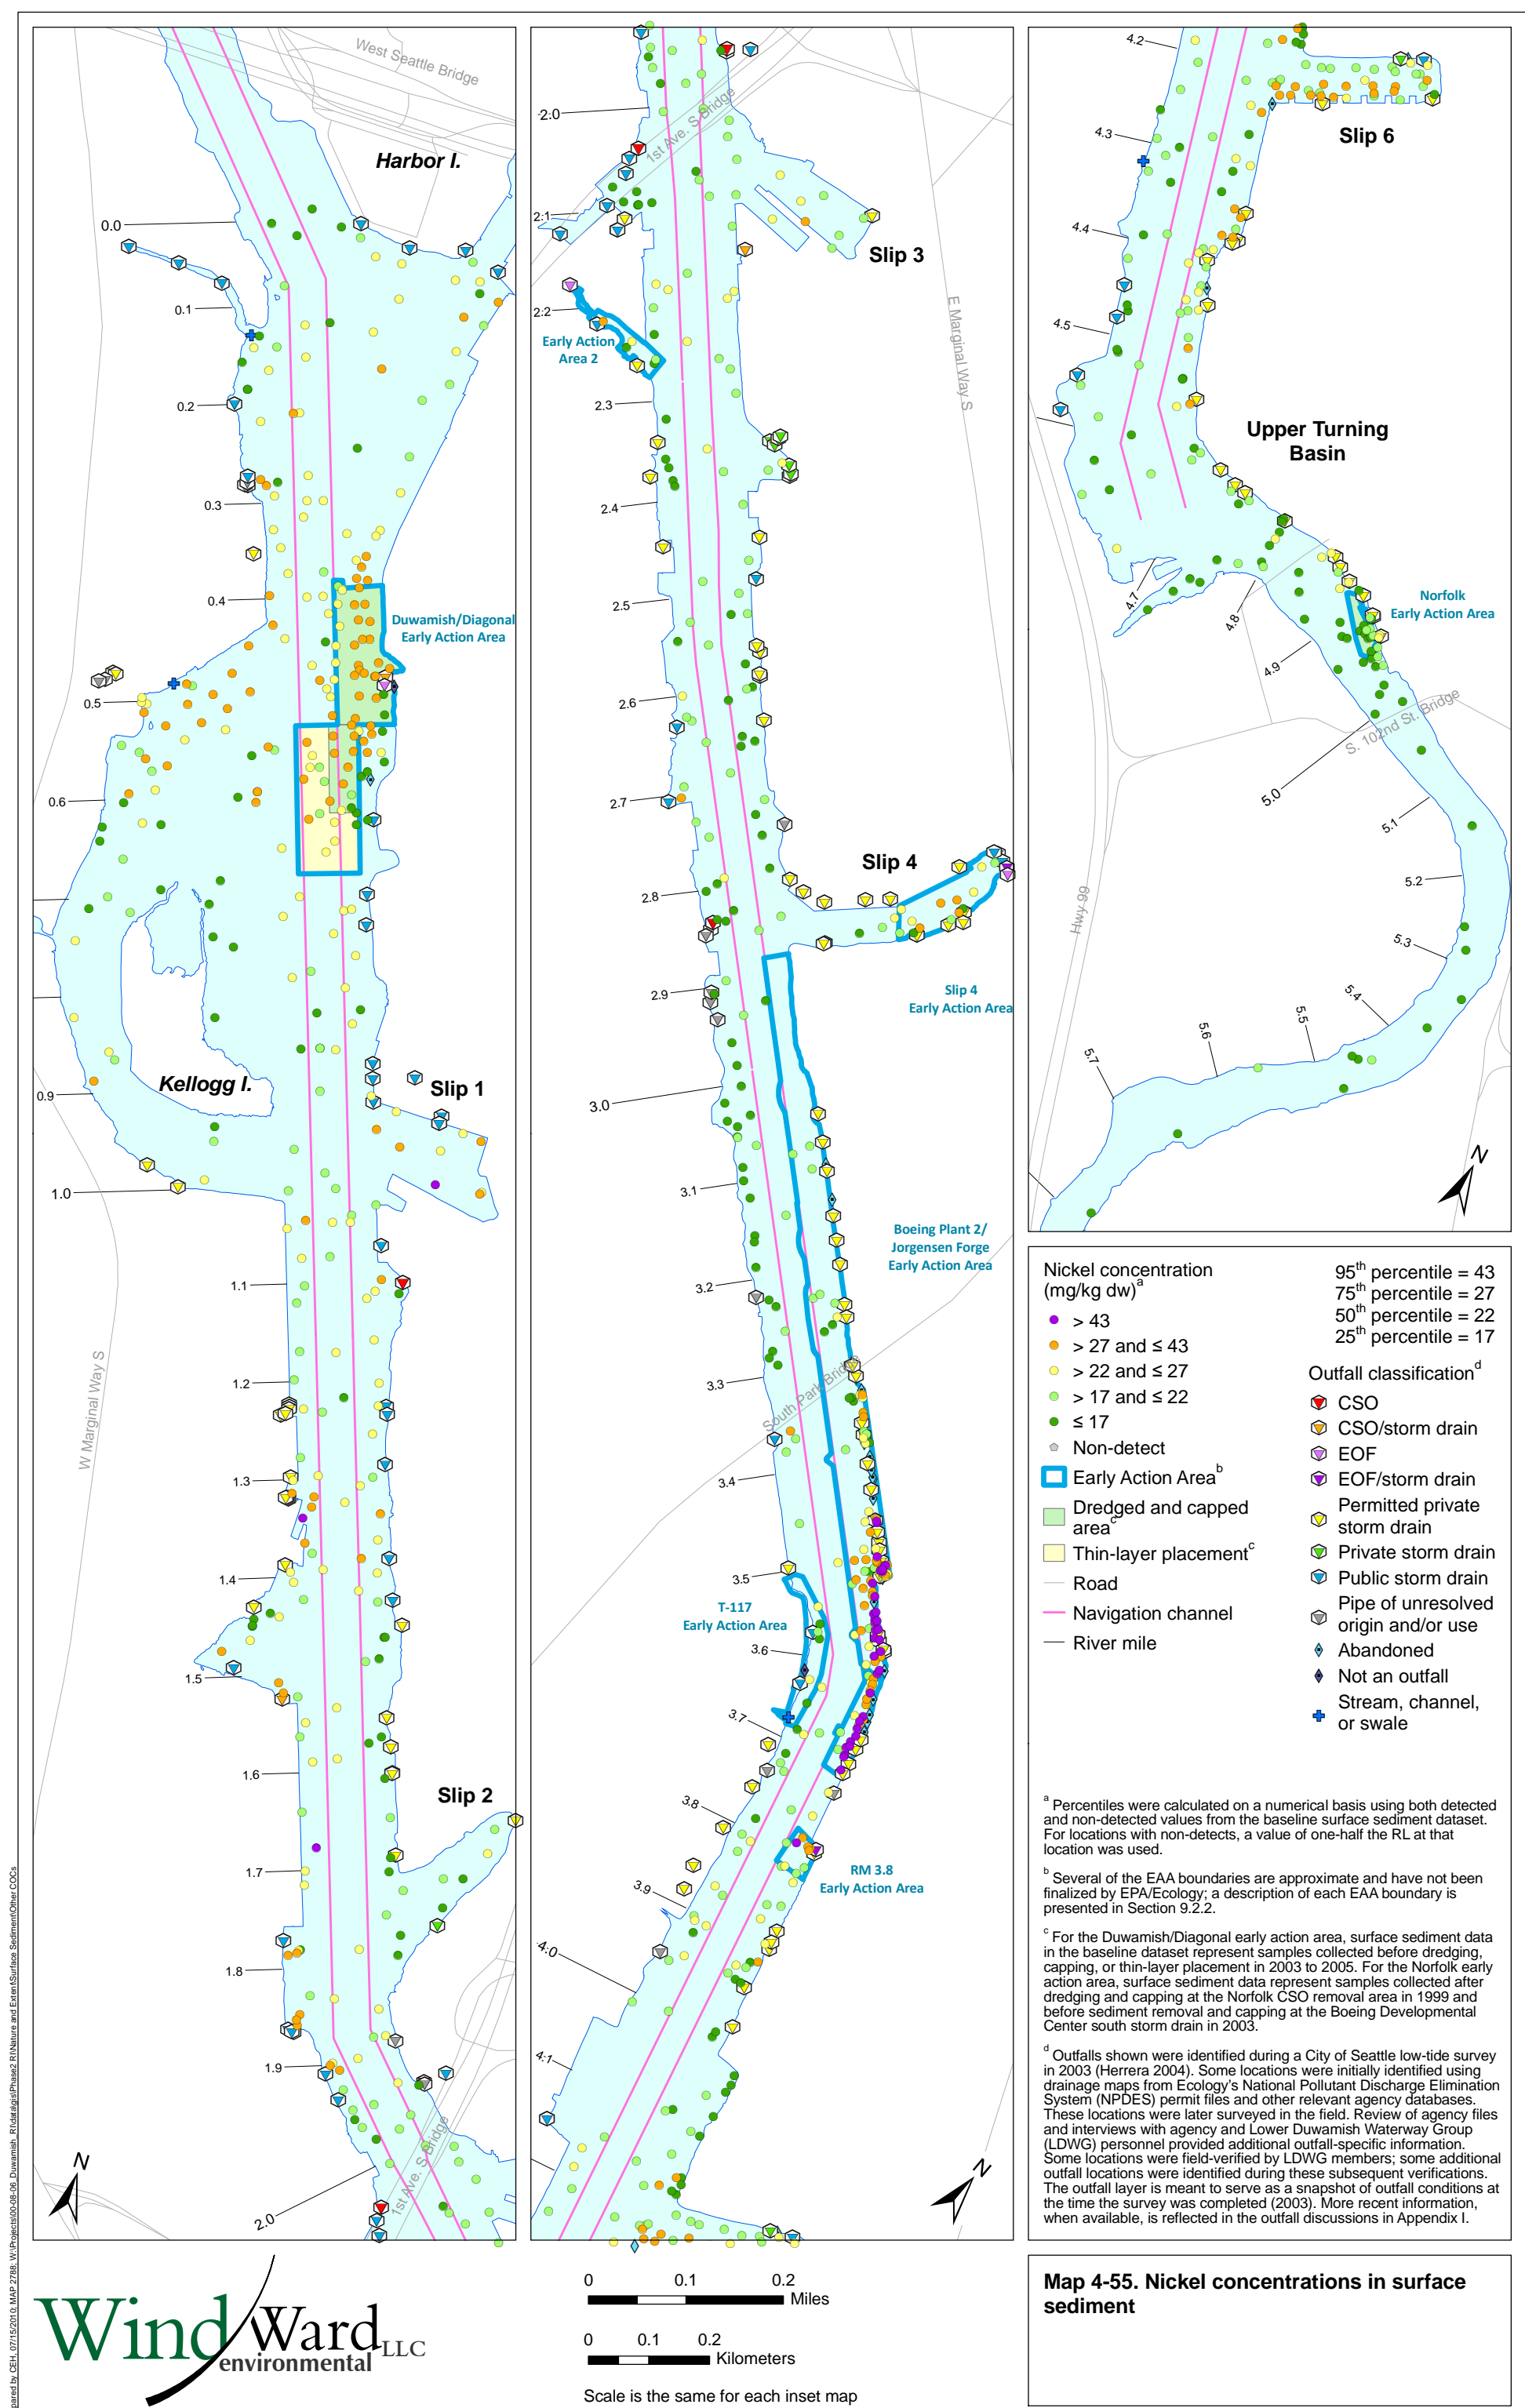 West Seattle Bridge
Harbor I.
0.0
0.1
0.2
0.3
0.4
Duwamish/Diagonal
Early Action Area
0.5
0.6
Kellogg I.
Slip 1
0.9
1.0
1.1
1.2
W Marginal Way S
1.3
1.4
1.5
1.6
Slip 2
1.7
1.8
1.9
1st Ave. S Bridge
2.0
N
2.0
1st Ave. S Bridge
2.1
Slip 3
2.2
Early Action
Area 2
E Marginal Way S
2.3
2.4
2.5
2.6
2.7
Slip 4
2.8
2.9
Slip 4
Early Action Area
3.0
3.1
Boeing Plant 2/
Jorgensen Forge
Early Action Area
3.2
3.3
South Park Bridge
3.4
3.5
T-117
Early Action Area
3.6
3.7
3.8
RM 3.8
Early Action Area
3.9
4.0
4.1
N
4.2
Slip 6
4.3
4.4
4.5
Upper Turning
Basin
4.7
4.8
Norfolk
Early Action Area
4.9
S. 102nd St. Bridge
5.0
5.1
5.2
Hwy 99
5.3
5.4
5.5
5.6
5.7
N
Nickel concentration
(mg/kg dw)a
> 43
> 27 and ≤ 43
> 22 and ≤ 27
> 17 and ≤ 22
≤ 17
Non-detect
Early Action Areab
Dredged and capped
areac
Thin-layer placementc
Road
Navigation channel
River mile
95th percentile = 43
75th percentile = 27
50th percentile = 22
25th percentile = 17
Outfall classificationd
CSO
CSO/storm drain
EOF
EOF/storm drain
Permitted private
storm drain
Private storm drain
Public storm drain
Pipe of unresolved
origin and/or use
Abandoned
Not an outfall
Stream, channel,
or swale
a Percentiles were calculated on a numerical basis using both detected
and non-detected values from the baseline surface sediment dataset.
For locations with non-detects, a value of one-half the RL at that
location was used.
b Several of the EAA boundaries are approximate and have not been
finalized by EPA/Ecology; a description of each EAA boundary is
presented in Section 9.2.2.
c For the Duwamish/Diagonal early action area, surface sediment data
in the baseline dataset represent samples collected before dredging,
capping, or thin-layer placement in 2003 to 2005. For the Norfolk early
action area, surface sediment data represent samples collected after
dredging and capping at the Norfolk CSO removal area in 1999 and
before sediment removal and capping at the Boeing Developmental
Center south storm drain in 2003.
d Outfalls shown were identified during a City of Seattle low-tide survey
in 2003 (Herrera 2004). Some locations were initially identified using
drainage maps from Ecology's National Pollutant Discharge Elimination
System (NPDES) permit files and other relevant agency databases.
These locations were later surveyed in the field. Review of agency files
and interviews with agency and Lower Duwamish Waterway Group
(LDWG) personnel provided additional outfall-specific information.
Some locations were field-verified by LDWG members; some additional
outfall locations were identified during these subsequent verifications.
The outfall layer is meant to serve as a snapshot of outfall conditions at
the time the survey was completed (2003). More recent information,
when available, is reflected in the outfall discussions in Appendix I.
WindWard LLC
environmental
0 0.1 0.2
Miles
0 0.1 0.2
Kilometers
Scale is the same for each inset map
Map 4-55. Nickel concentrations in surface
sediment